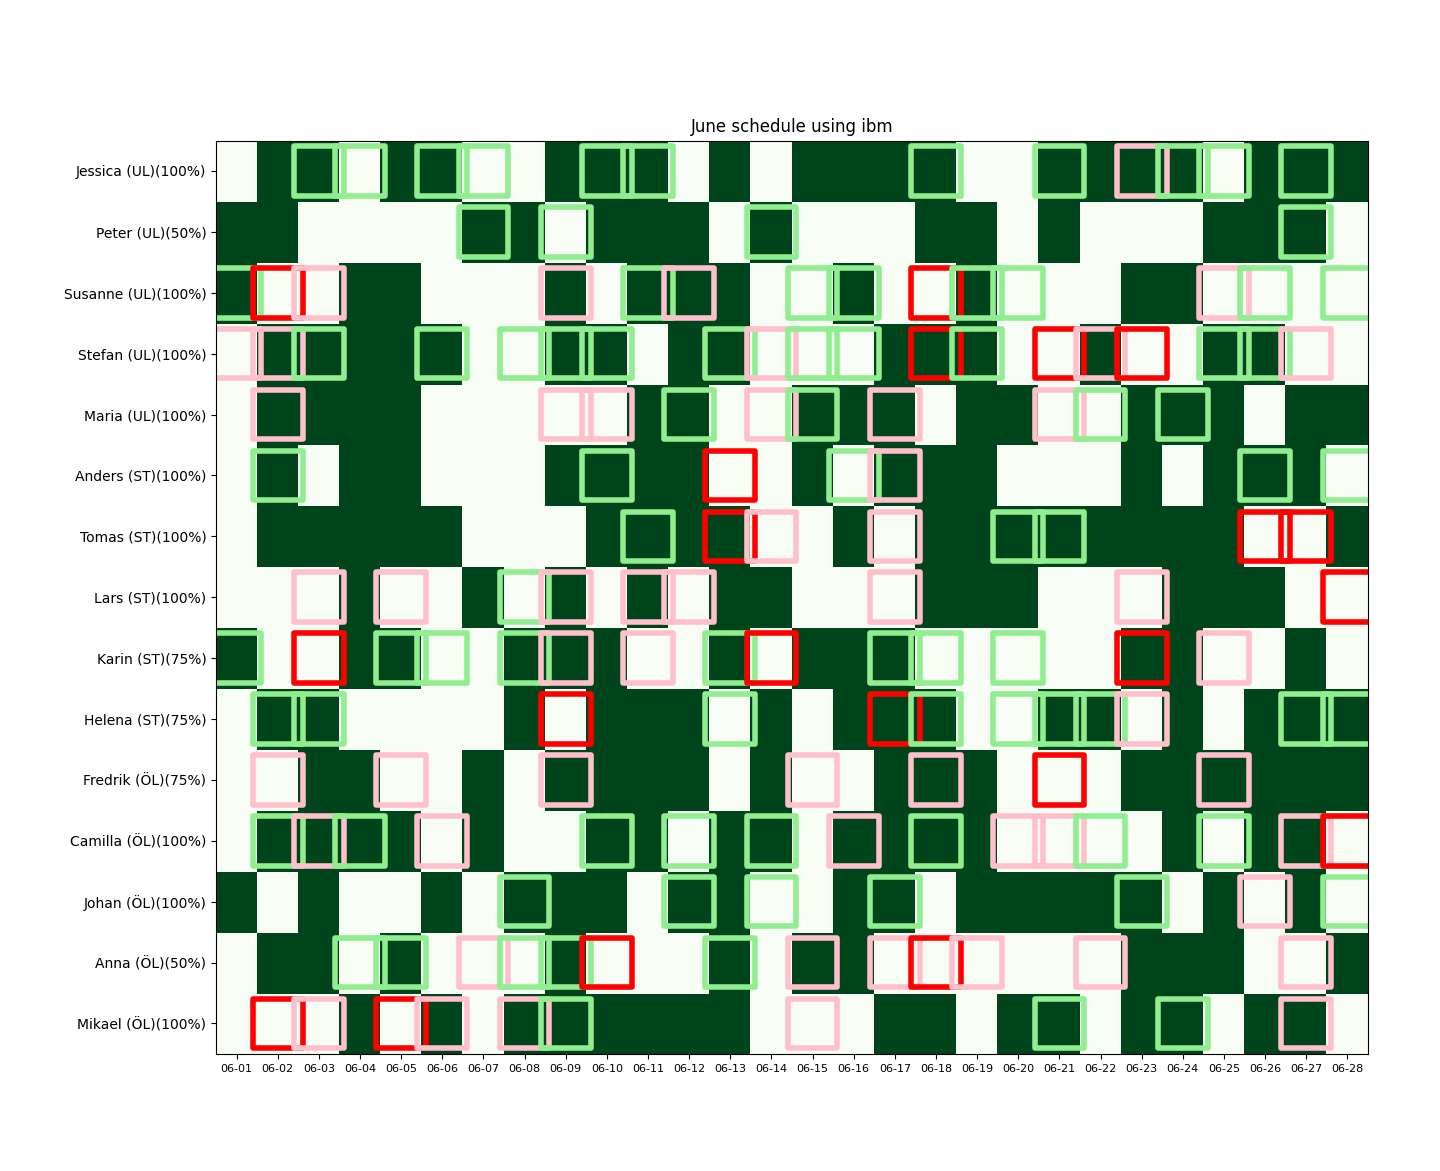 June schedule using ibm
Jessica (UL)(100%)
Peter (UL)(50%)
Susanne (UL)(100%)
Stefan (UL)(100%)
Maria (UL)(100%)
Anders (ST)(100%)
Tomas (ST)(100%)
Lars (ST)(100%)
Karin (ST)(75%)
Helena (ST)(75%)
Fredrik (ÖL)(75%)
Camilla (ÖL)(100%)
Johan (ÖL)(100%)
Anna (ÖL)(50%)
Mikael (ÖL)(100%)
06-01 06-02 06-03 06-04 06-05 06-06 06-07 06-08 06-09 06-10 06-11 06-12 06-13 06-14 06-15 06-16 06-17 06-18 06-19 06-20 06-21 06-22 06-23 06-24 06-25 06-26 06-27 06-28